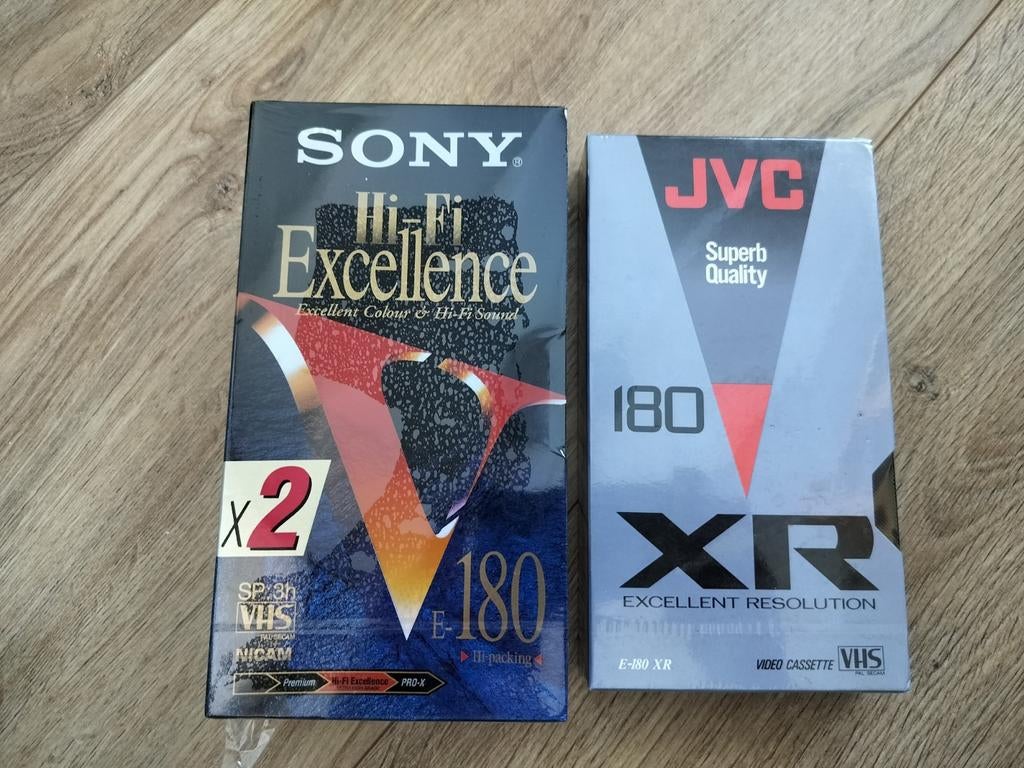 SONY®
Hi-Fi
Excellence
Excellent Colour & Hi-Fi Sound
x2
SP: 3h
VHS
PAL SECAM
NICAM
E-180
Hi-packing
Premium
Hi-Fi Excellence
PRO-X
JVC
Superb
Quality
180
XR
EXCELLENT RESOLUTION
E-180 XR
VIDEO CASSETTE VHS
PAL SECAM